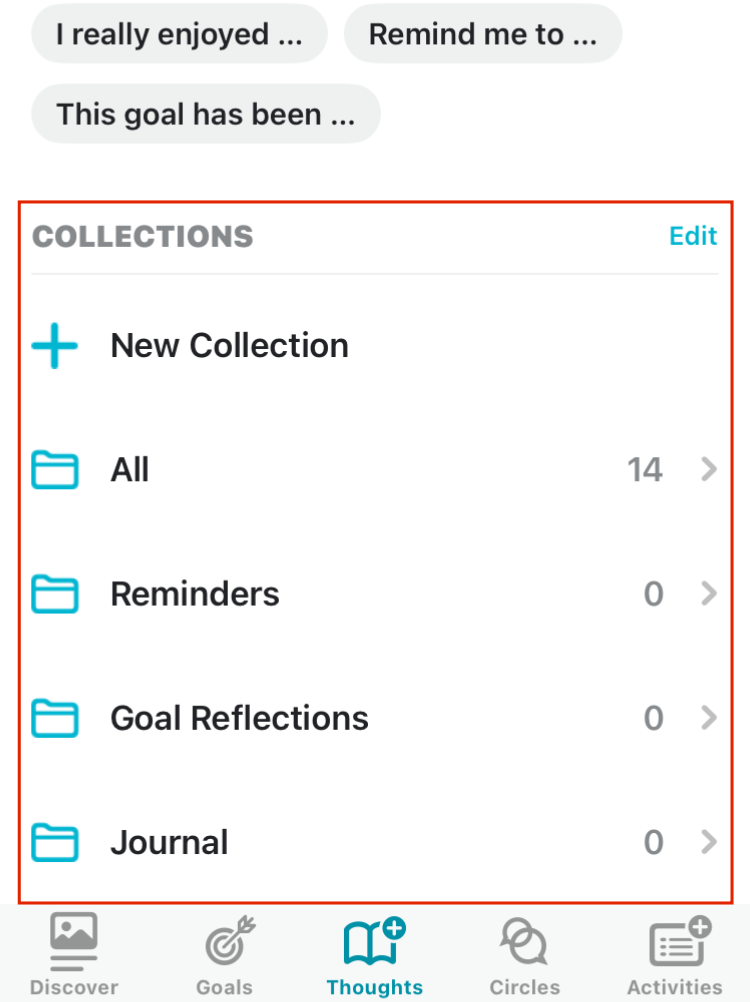 I really enjoyed ... Remind me to ...
This goal has been ...
COLLECTIONS Edit
New Collection
All 14
Reminders 0
Goal Reflections 0
Journal 0
Discover Goals Thoughts Circles Activities